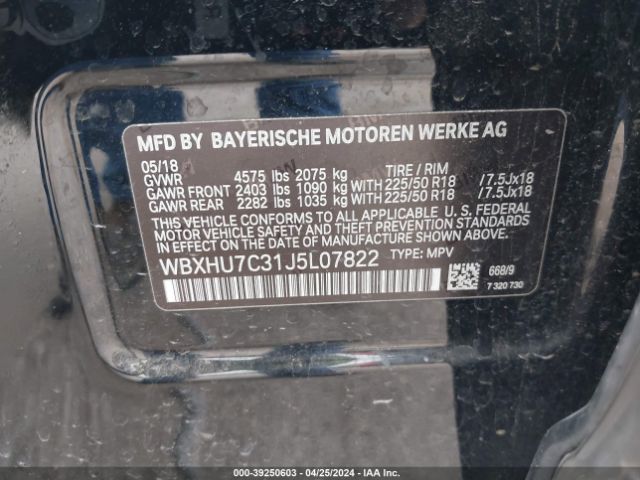 MFD BY BAYERISCHE MOTOREN WERKE AG
05/18
GVWR 4575 lbs 2075 kg TIRE / RIM
GAWR FRONT 2403 lbs 1090 kg WITH 225/50 R18 /7.5Jx18
GAWR REAR 2282 lbs 1035 kg WITH 225/50 R18 /7.5Jx18
THIS VEHICLE CONFORMS TO ALL APPLICABLE U. S. FEDERAL
MOTOR VEHICLE SAFETY, BUMPER, AND THEFT PREVENTION
STANDARDS IN EFFECT ON THE DATE OF MANUFACTURE SHOWN ABOVE.
WBXHU7C31J5L07822 TYPE: MPV
668/9
7 320 730
000-39250603 - 04/25/2024 - IAA Inc.